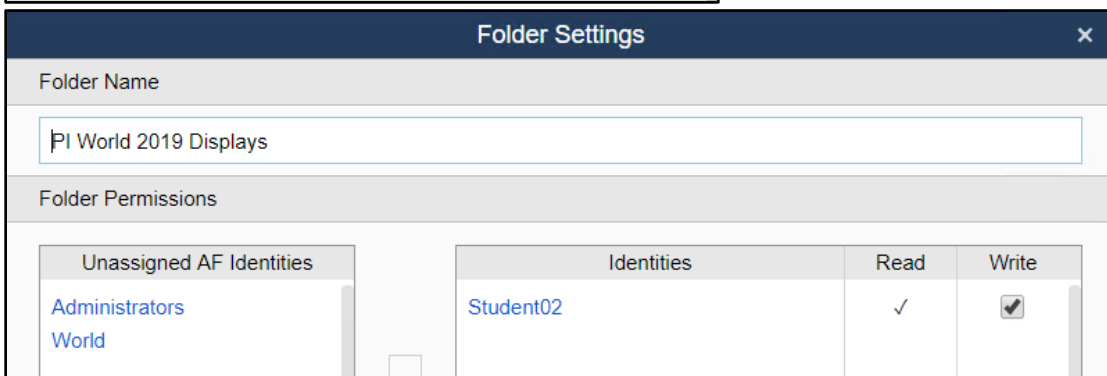 Folder Settings ×
Folder Name
PI World 2019 Displays
Folder Permissions
Unassigned AF Identities Identities Read Write
Administrators Student02 ✓ ✓
World